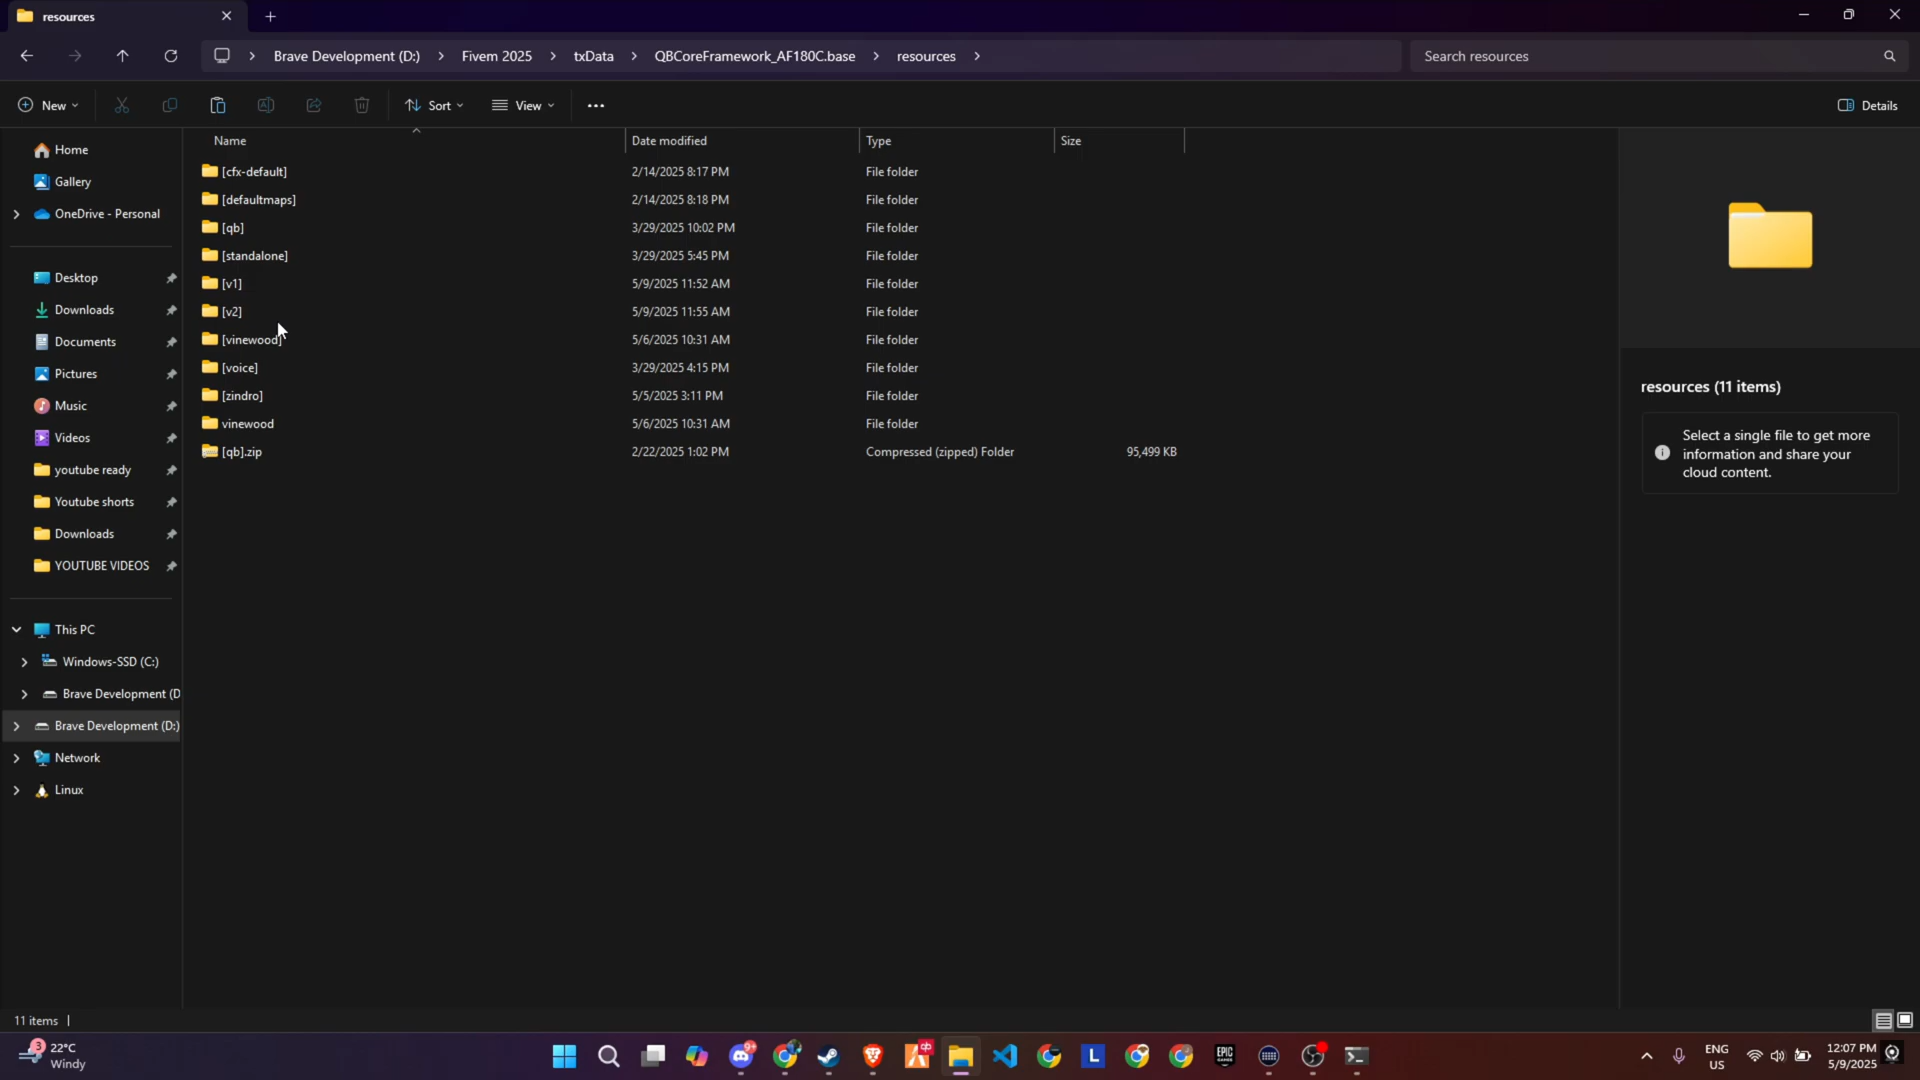 resources
Brave Development (D:) > Fivem 2025 > txData > QBCoreFramework_AF180C.base > resources >
Search resources
New
Sort
View
Details
Name Date modified Type Size
[cfx-default] 2/14/2025 8:17 PM File folder
[defaultmaps] 2/14/2025 8:18 PM File folder
[qb] 3/29/2025 10:02 PM File folder
[standalone] 3/29/2025 5:45 PM File folder
[v1] 5/9/2025 11:52 AM File folder
[v2] 5/9/2025 11:55 AM File folder
[vinewood] 5/6/2025 10:31 AM File folder
[voice] 3/29/2025 4:15 PM File folder
[zindro] 5/5/2025 3:11 PM File folder
vinewood 5/6/2025 10:31 AM File folder
[qb].zip 2/22/2025 1:02 PM Compressed (zipped) Folder 95,499 KB
Home
Gallery
OneDrive - Personal
Desktop
Downloads
Documents
Pictures
Music
Videos
youtube ready
Youtube shorts
Downloads
YOUTUBE VIDEOS
This PC
Windows-SSD (C:)
Brave Development (D
Brave Development (D:)
Network
Linux
resources (11 items)
Select a single file to get more
information and share your
cloud content.
11 items
3
22°C
Windy
9+
中
L
EPIC
GAMES
ENG
US
12:07 PM
5/9/2025